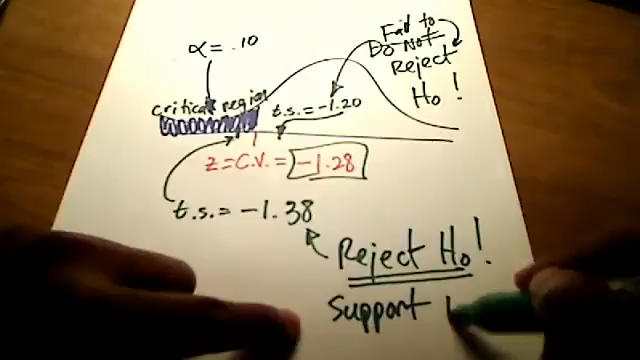 α = .10
Fail to
Do Not
Reject
Ho!
critical region
t.s. = -1.20
z = C.V. = -1.28
t.s. = -1.38
Reject Ho!
Support